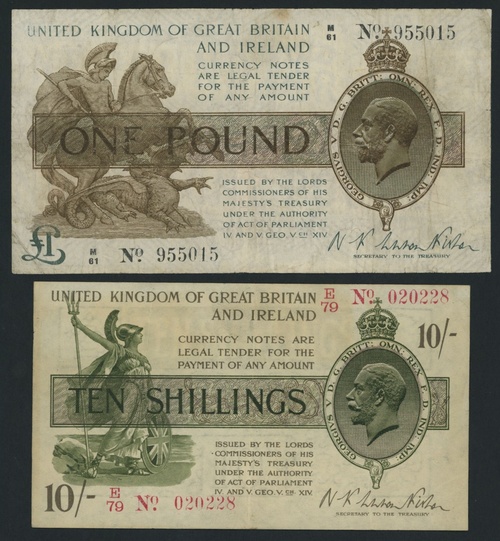 UNITED KINGDOM OF GREAT BRITAIN
AND IRELAND
M/61 No. 955015
CURRENCY NOTES
ARE LEGAL TENDER
FOR THE PAYMENT
OF ANY AMOUNT
ONE POUND
GEORGIVS V D. G. BRITT: OMN: REX F. D. IND. IMP:
ISSUED BY THE LORDS
COMMISSIONERS OF HIS
MAJESTY'S TREASURY
UNDER THE AUTHORITY
OF ACT OF PARLIAMENT
IV. AND V. GEO. V. CH. XIV
£1 M/61 No. 955015
N K Warren Fisher
SECRETARY TO THE TREASURY
UNITED KINGDOM OF GREAT BRITAIN
AND IRELAND
E/79 No. 020228
10/-
CURRENCY NOTES ARE
LEGAL TENDER FOR THE
PAYMENT OF ANY AMOUNT
TEN SHILLINGS
GEORGIVS V D. G. BRITT: OMN: REX F. D. IND. IMP:
ISSUED BY THE LORDS
COMMISSIONERS OF HIS
MAJESTY'S TREASURY
UNDER THE AUTHORITY
OF ACT OF PARLIAMENT
IV. AND V. GEO. V. CH. XIV.
10/- E/79 No. 020228
N K Warren Fisher
SECRETARY TO THE TREASURY